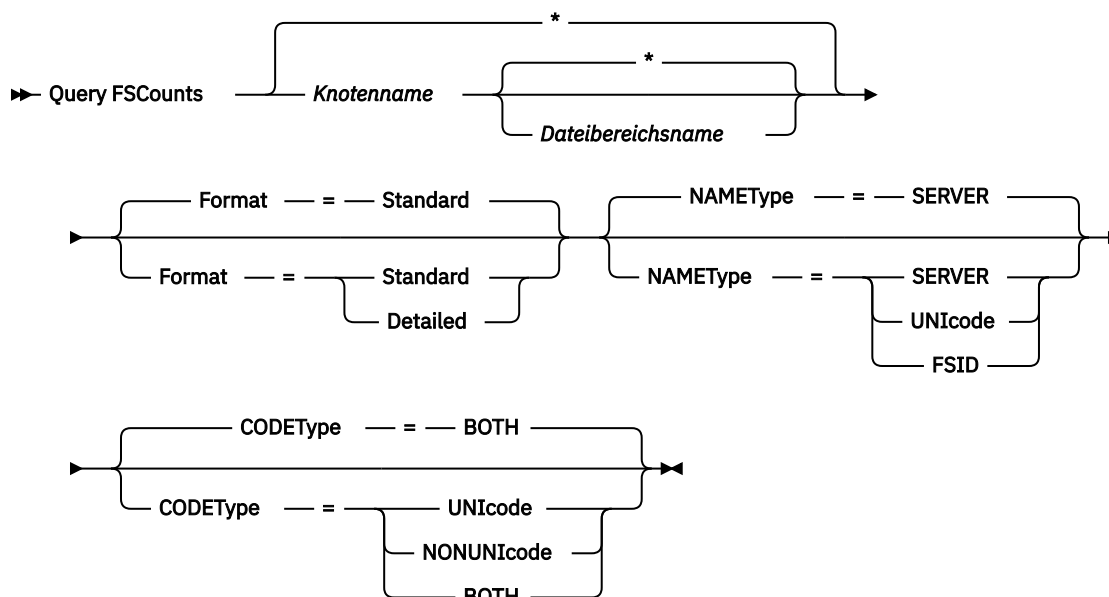 *
*
Query FSCounts Knotenname
Dateibereichsname
Format = Standard NAMEType = SERVER
Format = Standard NAMEType = SERVER
Detailed UNIcode
FSID
CODEType = BOTH
CODEType = UNIcode
NONUNIcode
BOTH